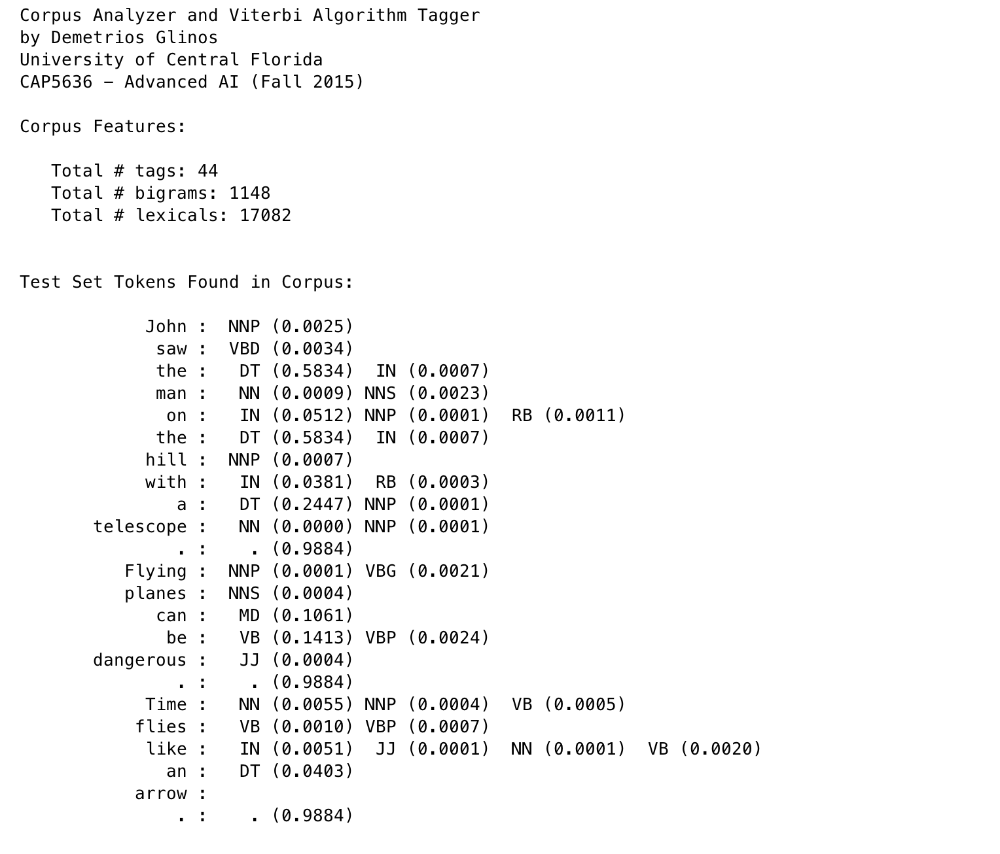 Corpus Analyzer and Viterbi Algorithm Tagger
by Demetrios Glinos
University of Central Florida
CAP5636 – Advanced AI (Fall 2015)
Corpus Features:
Total # tags: 44
Total # bigrams: 1148
Total # lexicals: 17082
Test Set Tokens Found in Corpus:
John : NNP (0.0025)
saw : VBD (0.0034)
the : DT (0.5834) IN (0.0007)
man : NN (0.0009) NNS (0.0023)
on : IN (0.0512) NNP (0.0001) RB (0.0011)
the : DT (0.5834) IN (0.0007)
hill : NNP (0.0007)
with : IN (0.0381) RB (0.0003)
a : DT (0.2447) NNP (0.0001)
telescope : NN (0.0000) NNP (0.0001)
. : . (0.9884)
Flying : NNP (0.0001) VBG (0.0021)
planes : NNS (0.0004)
can : MD (0.1061)
be : VB (0.1413) VBP (0.0024)
dangerous : JJ (0.0004)
. : . (0.9884)
Time : NN (0.0055) NNP (0.0004) VB (0.0005)
flies : VB (0.0010) VBP (0.0007)
like : IN (0.0051) JJ (0.0001) NN (0.0001) VB (0.0020)
an : DT (0.0403)
arrow :
. : . (0.9884)